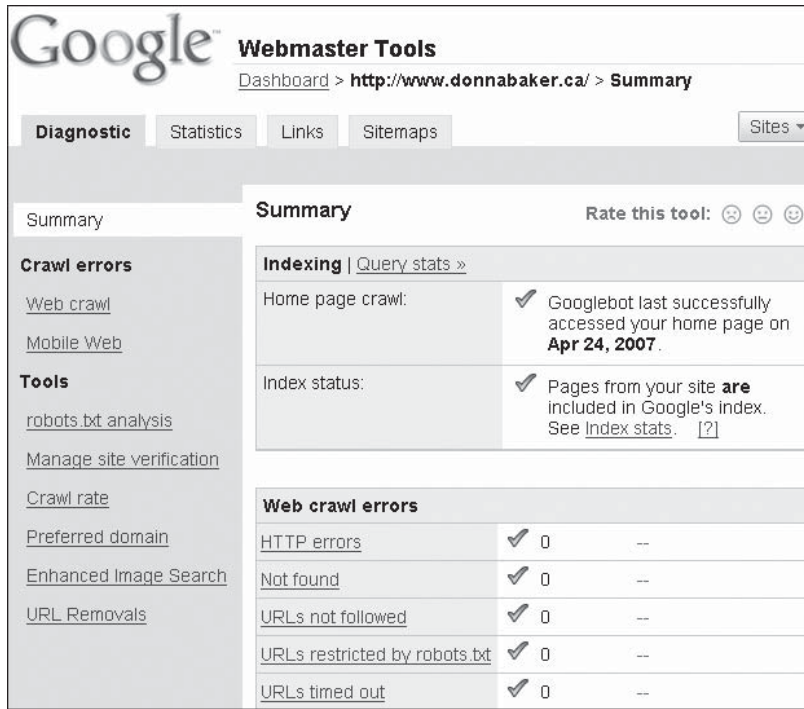 Google™
Webmaster Tools
Dashboard > http://www.donnabaker.ca/ > Summary
Diagnostic
Statistics
Links
Sitemaps
Sites
Summary
Crawl errors
Web crawl
Mobile Web
Tools
robots.txt analysis
Manage site verification
Crawl rate
Preferred domain
Enhanced Image Search
URL Removals
Summary
Rate this tool:
Indexing | Query stats »
Home page crawl:
Googlebot last successfully
accessed your home page on
Apr 24, 2007.
Index status:
Pages from your site are
included in Google's index.
See Index stats. [?]
Web crawl errors
HTTP errors 0 --
Not found 0 --
URLs not followed 0 --
URLs restricted by robots.txt 0 --
URLs timed out 0 --